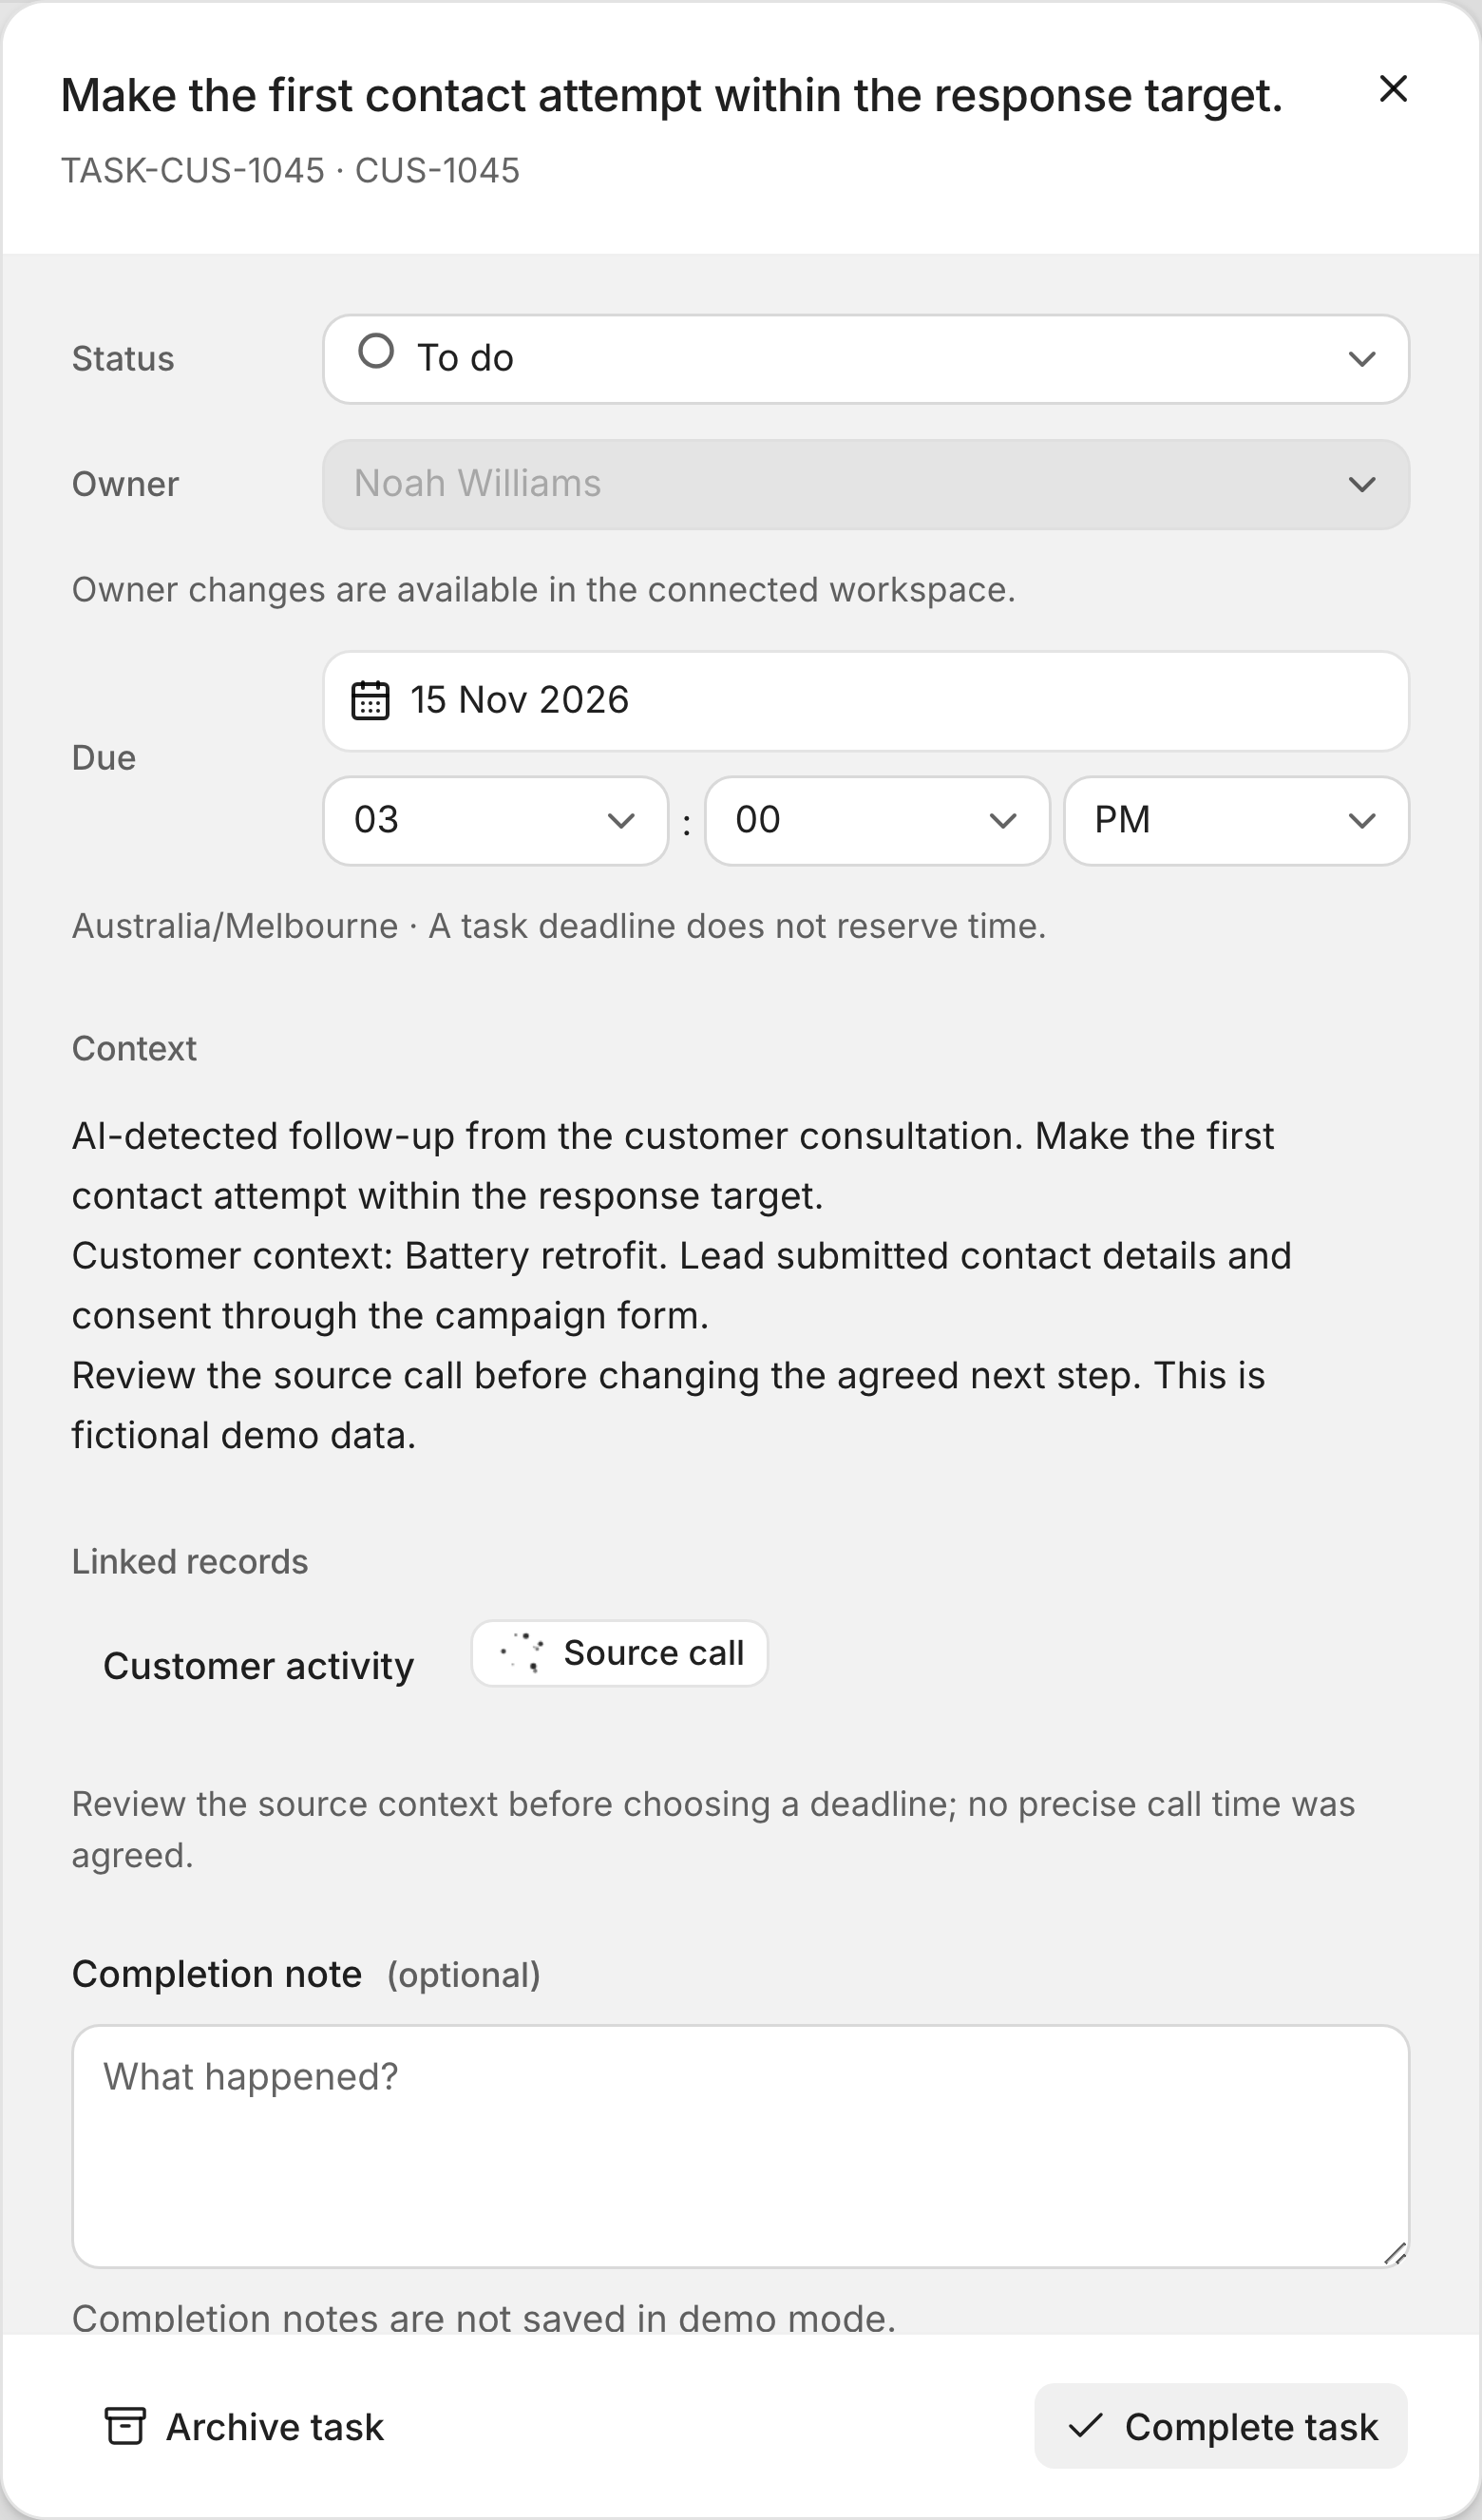 Make the first contact attempt within the response target.
TASK-CUS-1045 · CUS-1045
Status
To do
Owner
Noah Williams
Owner changes are available in the connected workspace.
Due
15 Nov 2026
03 : 00 PM
Australia/Melbourne · A task deadline does not reserve time.
Context
AI-detected follow-up from the customer consultation. Make the first
contact attempt within the response target.
Customer context: Battery retrofit. Lead submitted contact details and
consent through the campaign form.
Review the source call before changing the agreed next step. This is
fictional demo data.
Linked records
Customer activity
Source call
Review the source context before choosing a deadline; no precise call time was
agreed.
Completion note (optional)
What happened?
Completion notes are not saved in demo mode.
Archive task
Complete task